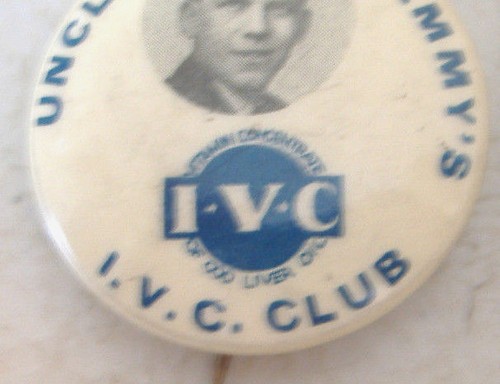 UNCL
MMY'S
VITAMIN CONCENTRATE
I·V·C
OF COD LIVER OIL
I.V.C. CLUB